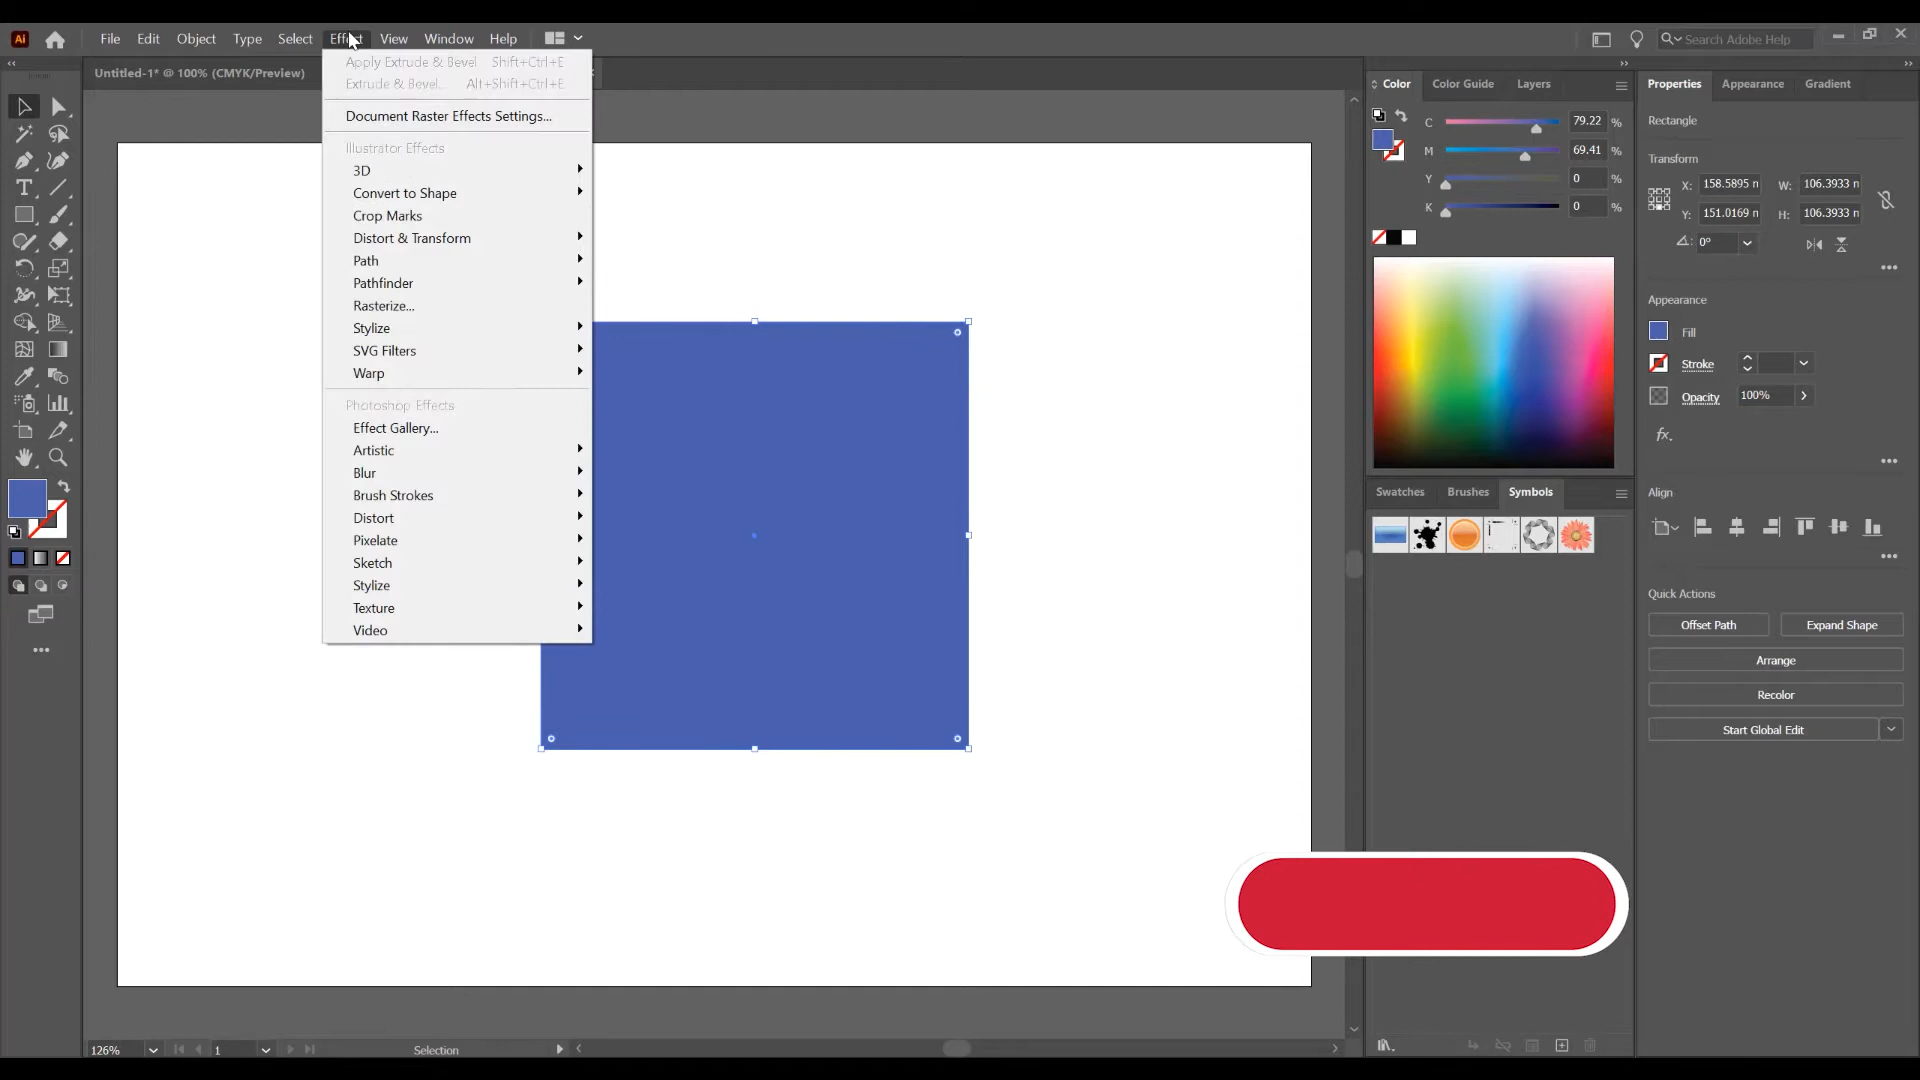 Ai
File Edit Object Type Select Effect View Window Help
Search Adobe Help
Untitled-1* @ 100% (CMYK/Preview)
Apply Extrude & Bevel Shift+Ctrl+E
Extrude & Bevel... Alt+Shift+Ctrl+E
Document Raster Effects Settings...
Illustrator Effects
3D
Convert to Shape
Crop Marks
Distort & Transform
Path
Pathfinder
Rasterize...
Stylize
SVG Filters
Warp
Photoshop Effects
Effect Gallery...
Artistic
Blur
Brush Strokes
Distort
Pixelate
Sketch
Stylize
Texture
Video
126%
1
Selection
Color Color Guide Layers
C 79.22 %
M 69.41 %
Y 0 %
K 0 %
Swatches Brushes Symbols
Properties Appearance Gradient
Rectangle
Transform
X: 158.5895 W: 106.3933
Y: 151.0169 H: 106.3933
0°
Appearance
Fill
Stroke
Opacity 100%
fx.
Align
Quick Actions
Offset Path Expand Shape
Arrange
Recolor
Start Global Edit